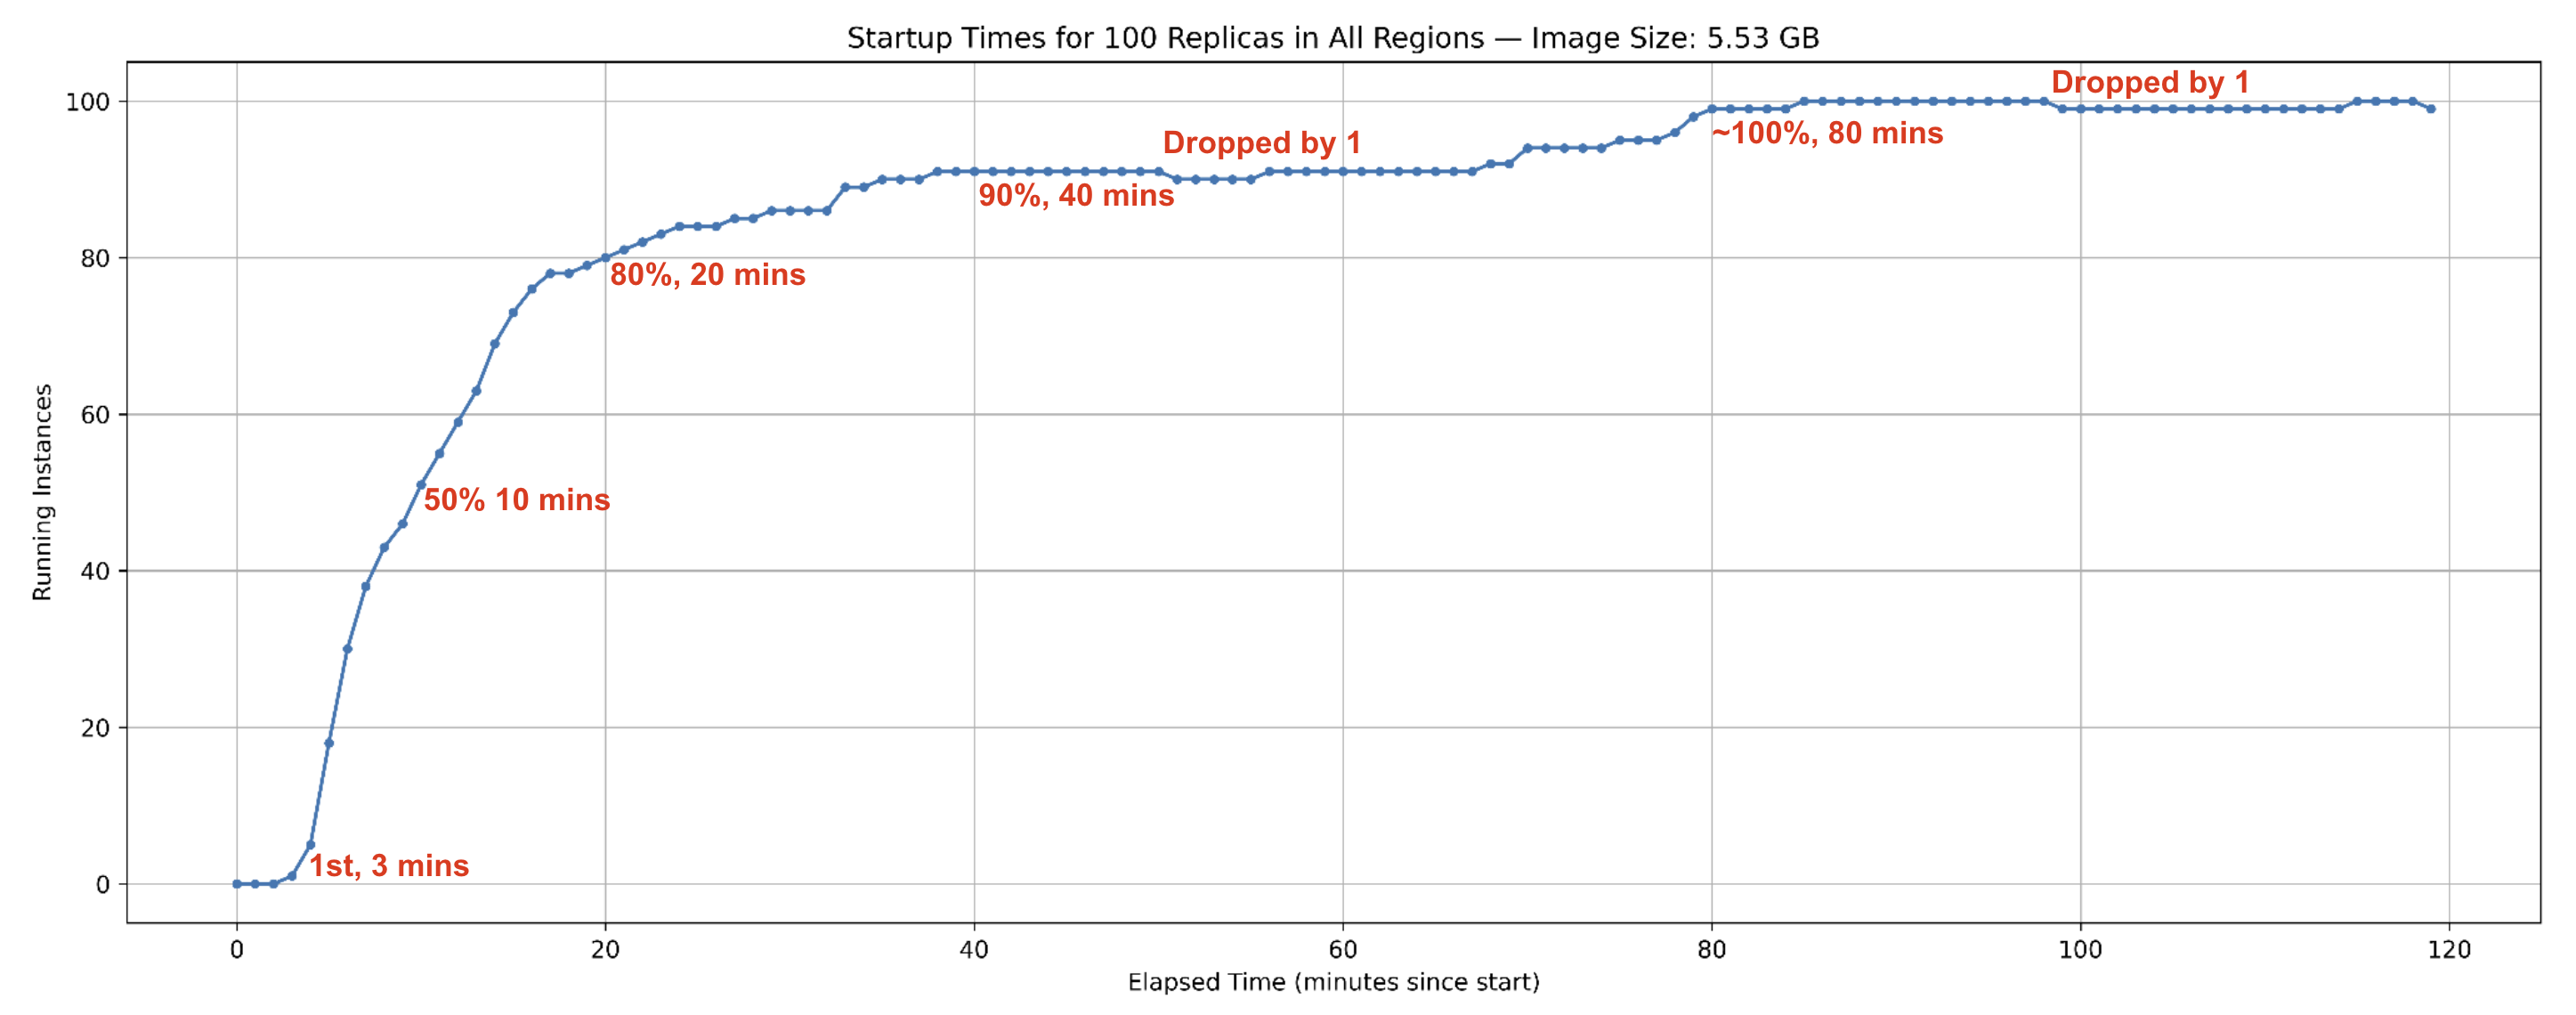 Startup Times for 100 Replicas in All Regions — Image Size: 5.53 GB
Dropped by 1
100
~100%, 80 mins
Dropped by 1
90%, 40 mins
80
80%, 20 mins
60
50% 10 mins
Running Instances
40
20
1st, 3 mins
0
0 20 40 60 80 100 120
Elapsed Time (minutes since start)